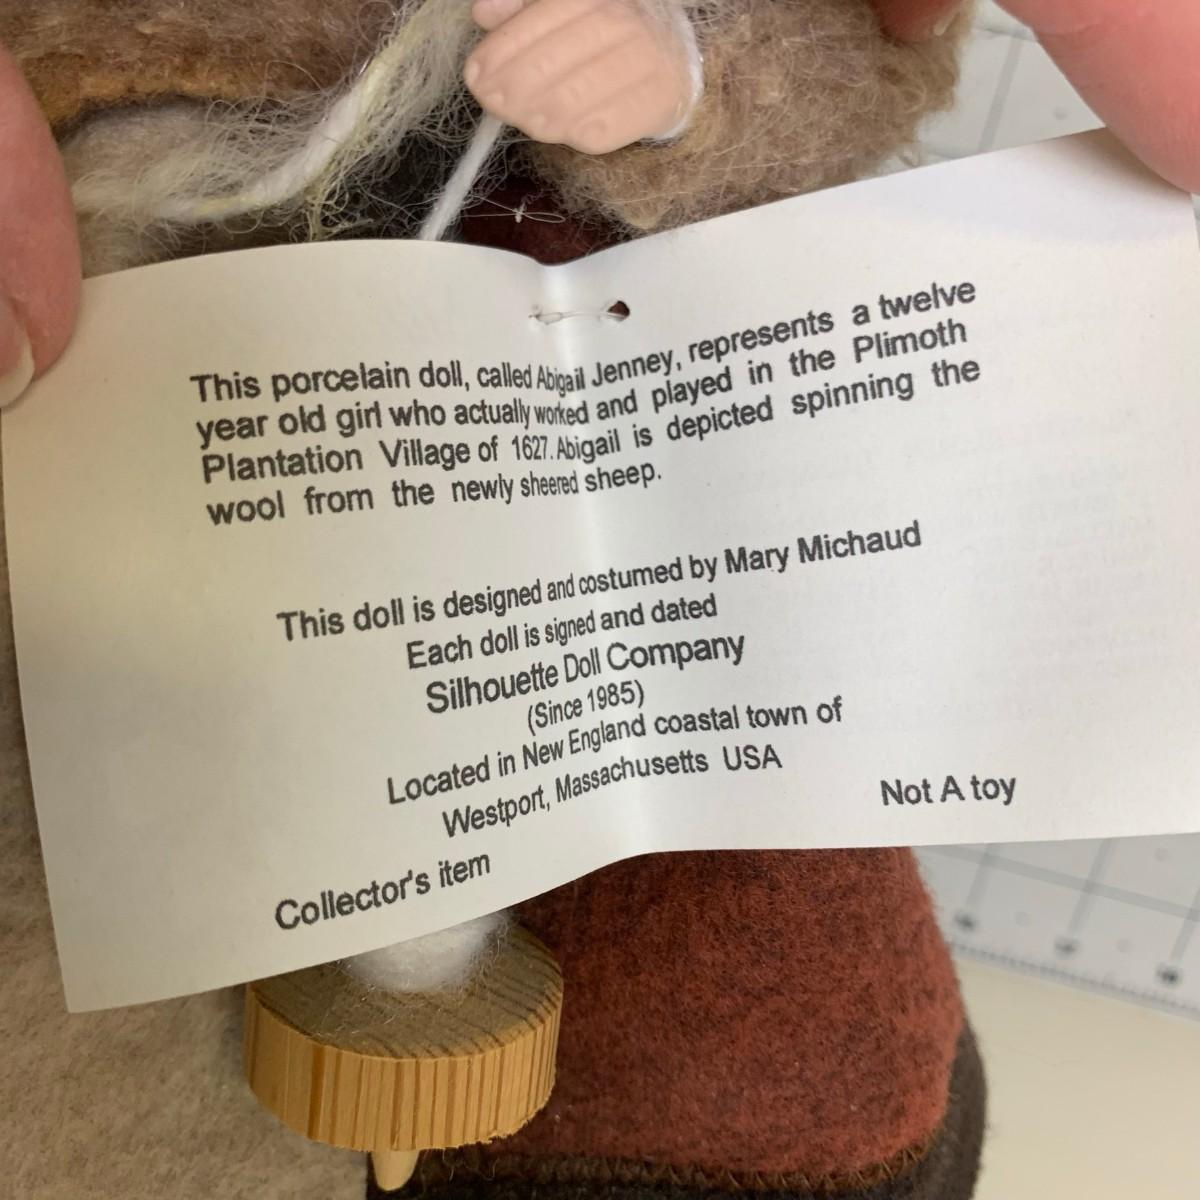 This porcelain doll, called Abigail Jenney, represents a twelve
year old girl who actually worked and played in the Plimoth
Plantation Village of 1627. Abigail is depicted spinning the
wool from the newly sheered sheep.
This doll is designed and costumed by Mary Michaud
Each doll is signed and dated
Silhouette Doll Company
(Since 1985)
Located in New England coastal town of
Westport, Massachusetts USA
Not A toy
Collector's item